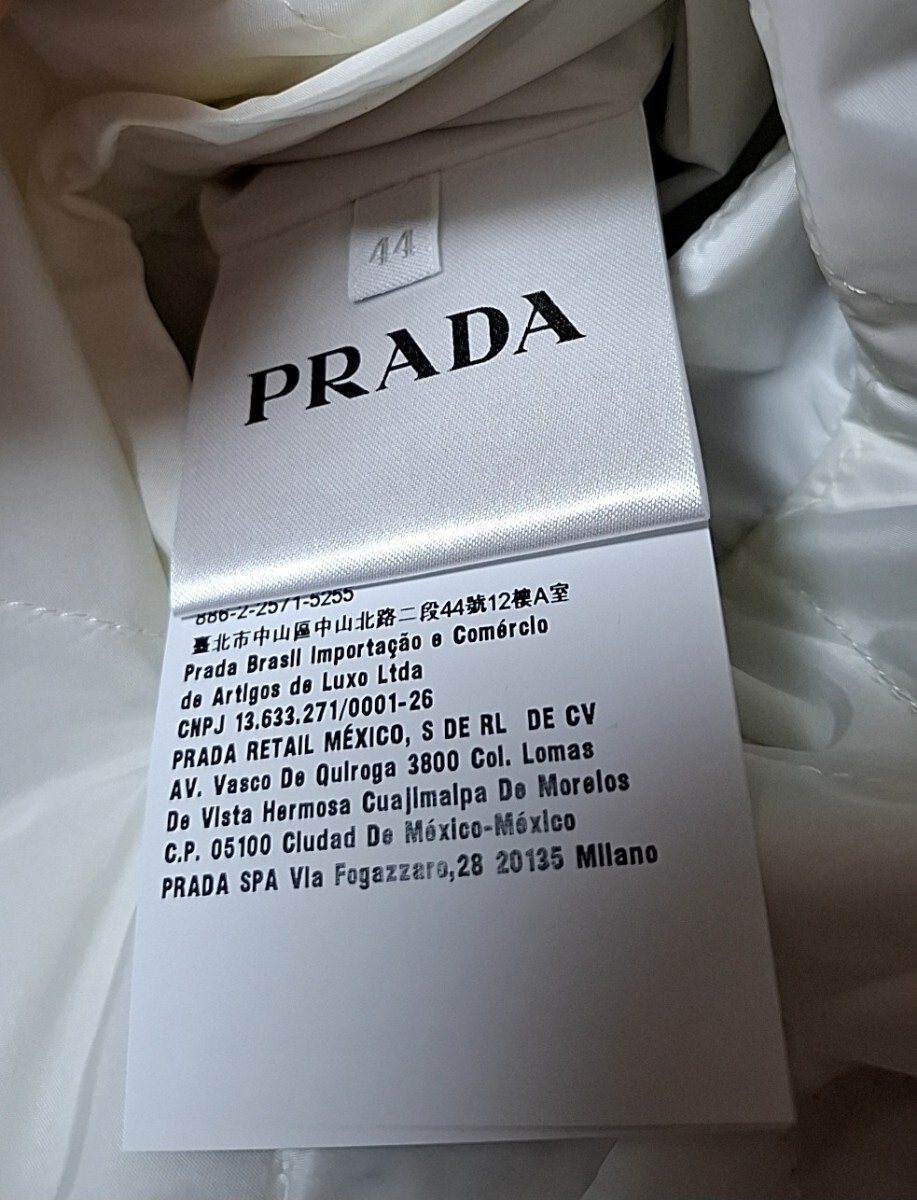 44
PRADA
886-2-2571-5255
臺北市中山區中山北路二段44號12樓A室
Prada Brasil Importação e Comércio
de Artigos de Luxo Ltda
CNPJ 13.633.271/0001-26
PRADA RETAIL MÉXICO, S DE RL DE CV
AV. Vasco De Quiroga 3800 Col. Lomas
De Vista Hermosa Cuajimalpa De Morelos
C.P. 05100 Ciudad De México-México
PRADA SPA Via Fogazzaro,28 20135 Milano